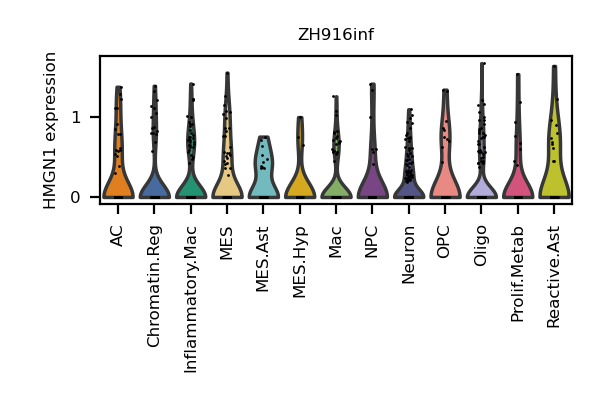 ZH916inf
HMGN1 expression
1
0
AC
Chromatin.Reg
Inflammatory.Mac
MES
MES.Ast
MES.Hyp
Mac
NPC
Neuron
OPC
Oligo
Prolif.Metab
Reactive.Ast